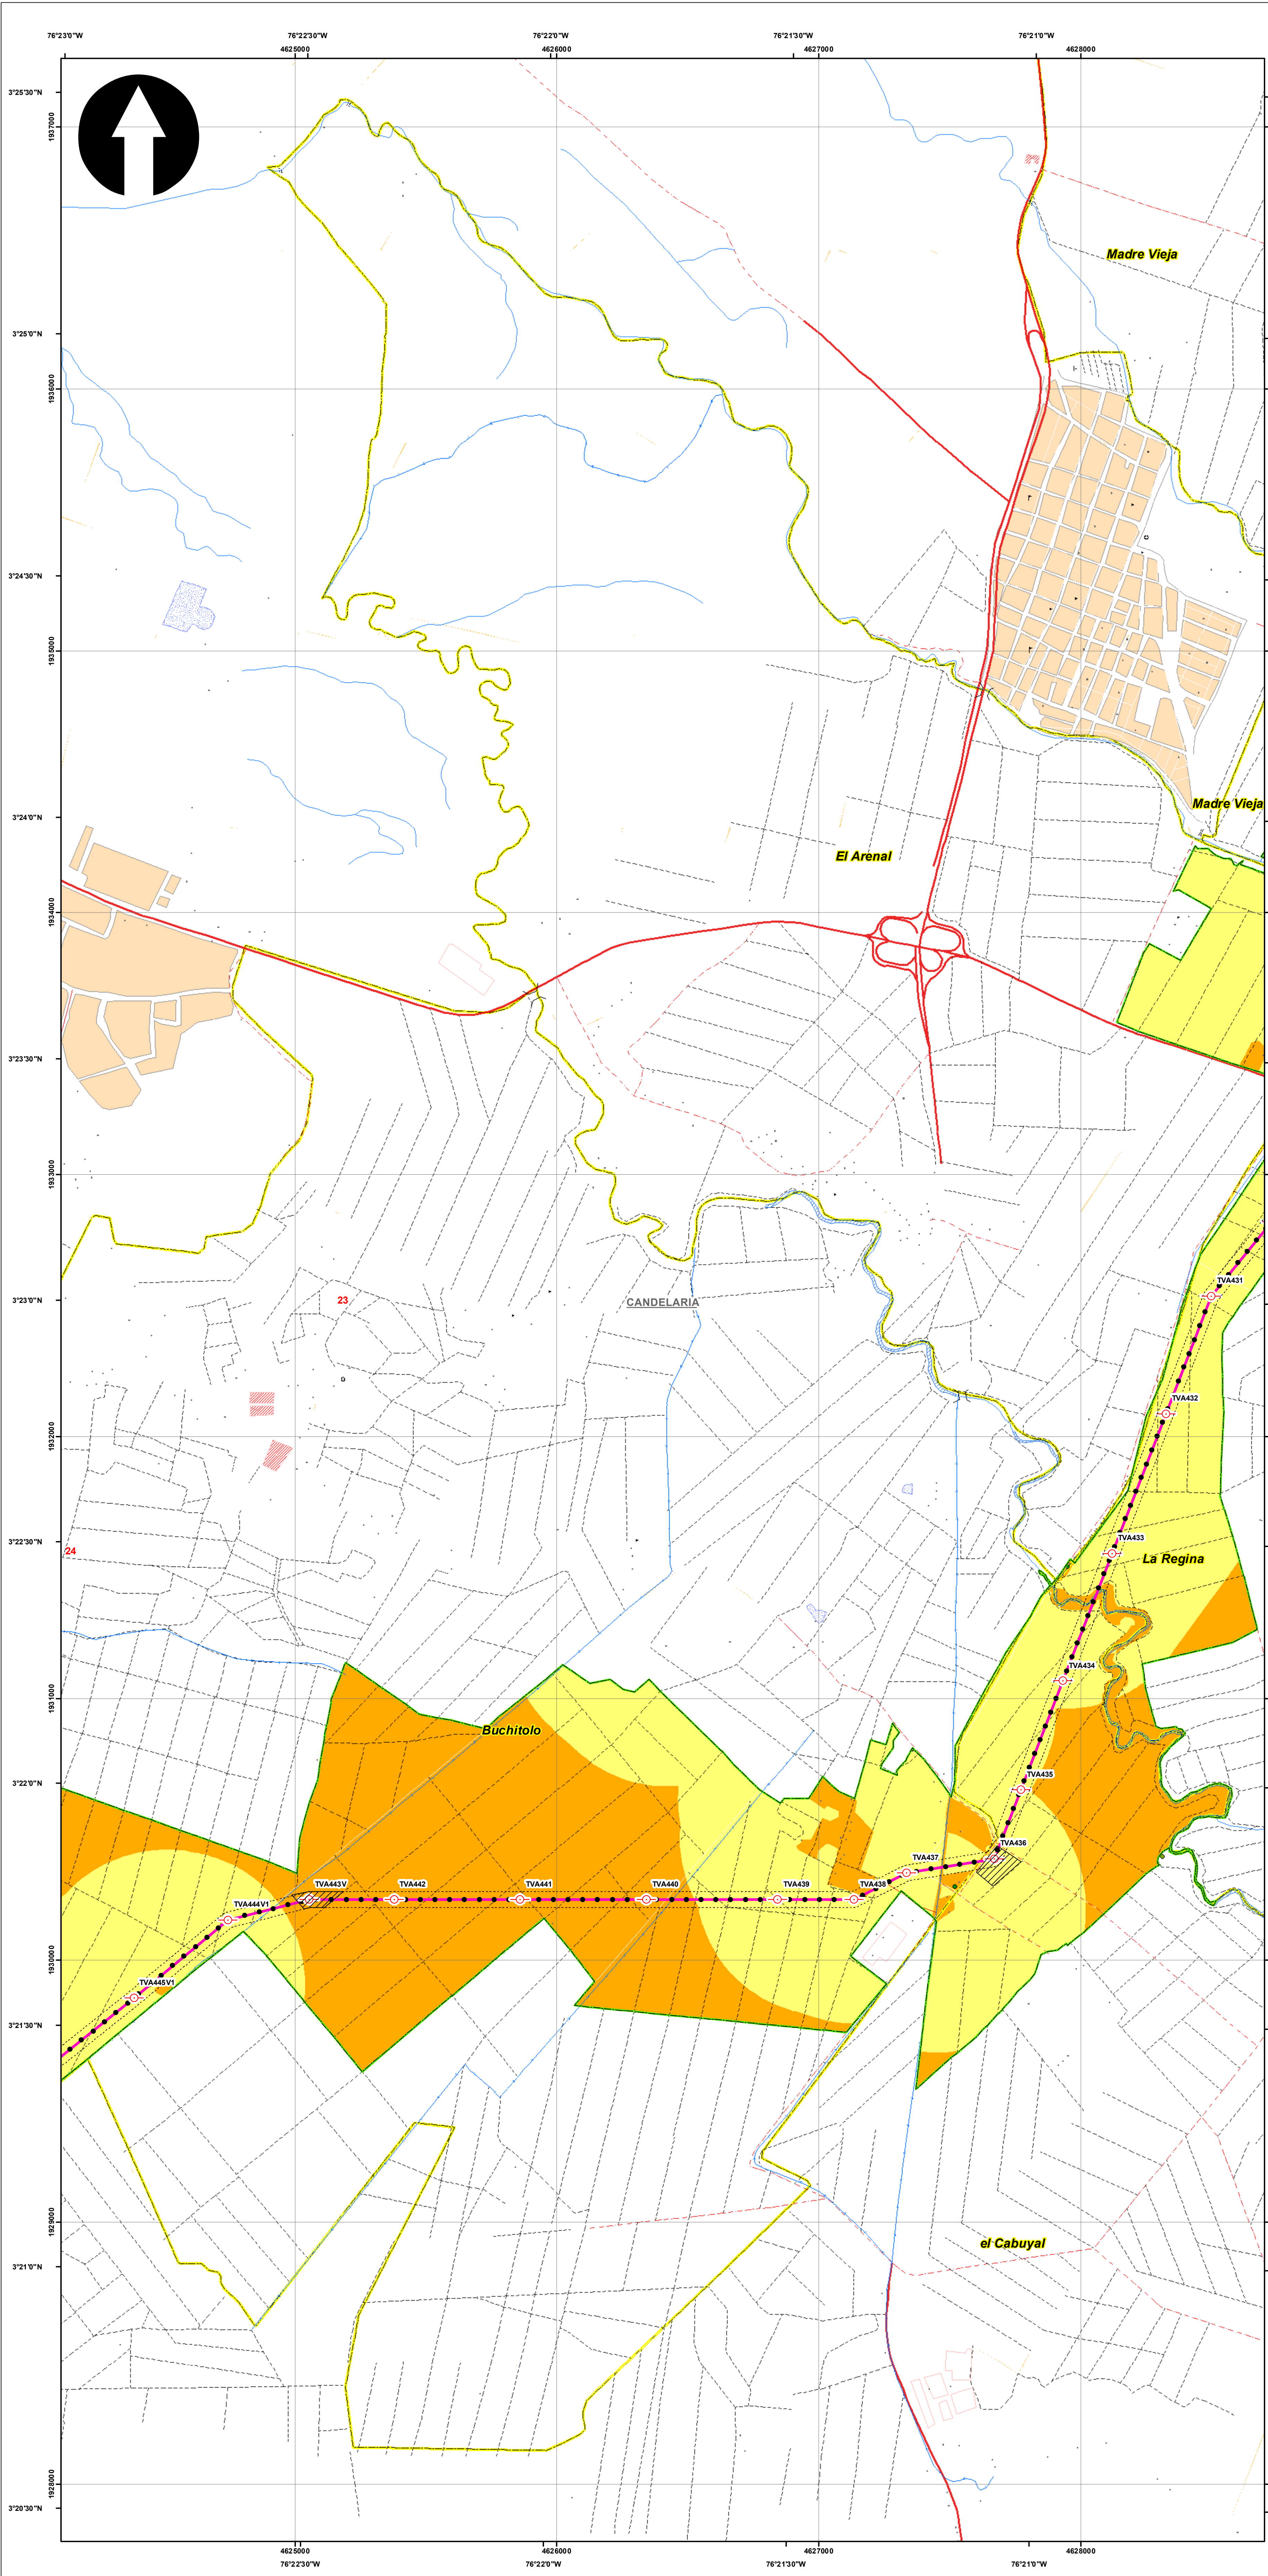 76°23'0"W 76°22'30"W 76°22'0"W 76°21'30"W 76°21'0"W
4625000 4626000 4627000 4628000
3°25'30"N
1937000
Madre Vieja
3°25'0"N
1936000
3°24'30"N
1935000
3°24'0"N
Madre Vieja
El Arenal
1934000
3°23'30"N
1933000
3°23'0"N
23
CANDELARIA
TVA431
TVA432
1932000
3°22'30"N
24
TVA433
La Regina
TVA434
1931000
Buchitolo
3°22'0"N
TVA435
TVA436
TVA437
TVA443V
TVA442
TVA441
TVA440
TVA439
TVA438
TVA444V1
1930000
TVA445V1
3°21'30"N
1929000
3°21'0"N
el Cabuyal
1928000
3°20'30"N
4625000 4626000 4627000 4628000
76°22'30"W 76°22'0"W 76°21'30"W 76°21'0"W